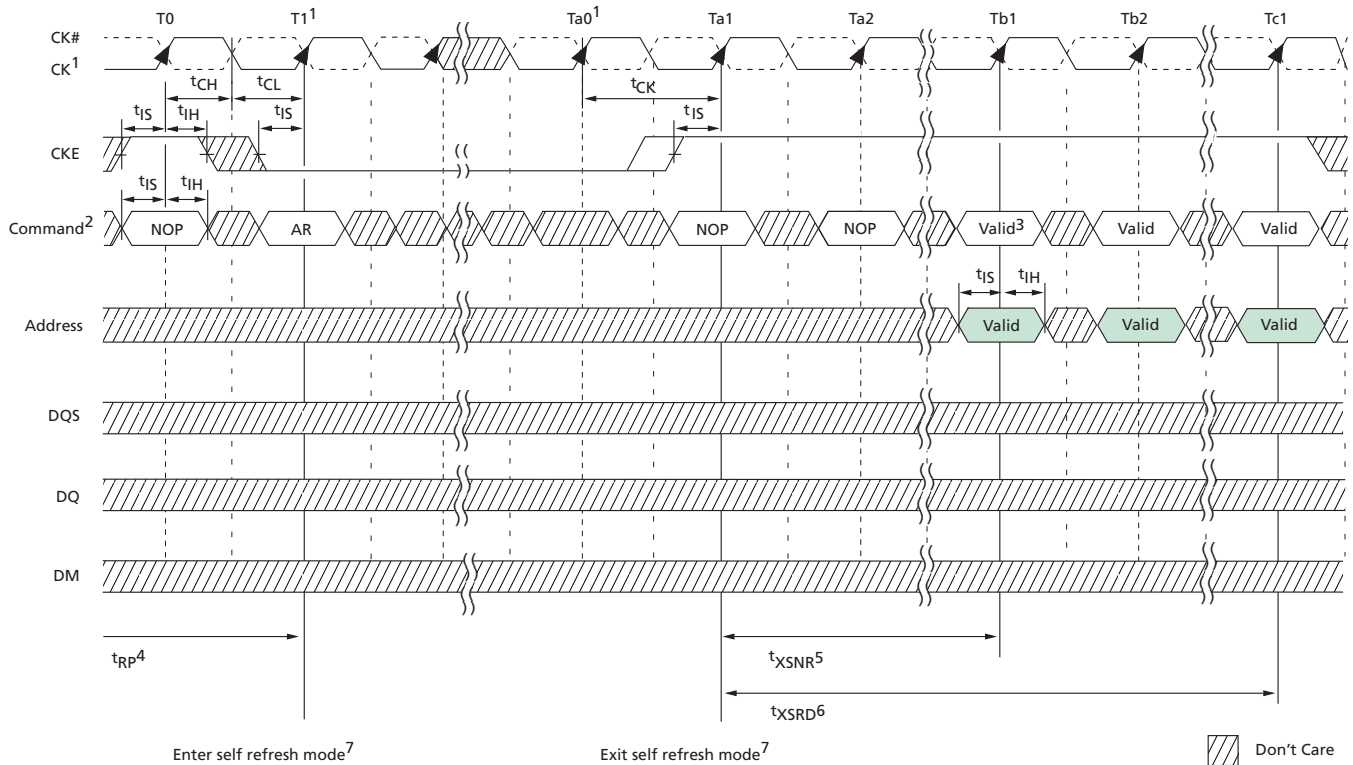 T0 T1¹ Ta0¹ Ta1 Ta2 Tb1 Tb2 Tc1
CK#
CK¹
tCH tCL tCK
tIS tIH tIS tIS
CKE
tIS tIH
Command² NOP AR NOP NOP Valid³ Valid Valid
tIS tIH
Address Valid Valid Valid
DQS
DQ
DM
tRP⁴ tXSNR⁵
tXSRD⁶
Enter self refresh mode⁷ Exit self refresh mode⁷ Don't Care